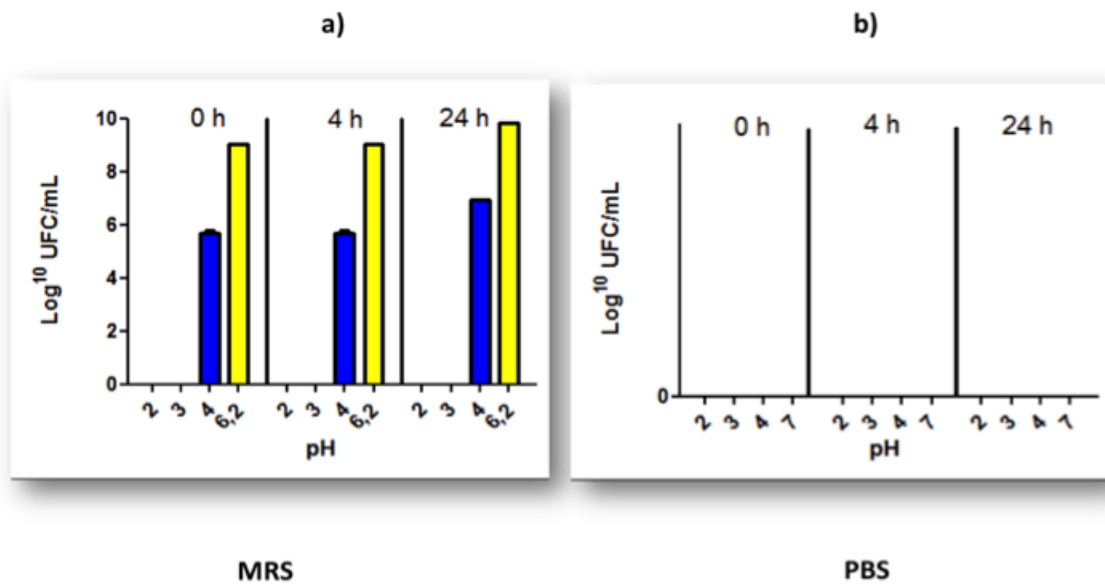 a)
b)
0 h 4 h 24 h
10
8
6
4
2
0
Log¹⁰ UFC/mL
2 3 4 6,2 2 3 4 6,2 2 3 4 6,2
pH
0 h 4 h 24 h
Log¹⁰ UFC/mL
0
2 3 4 7 2 3 4 7 2 3 4 7
pH
MRS
PBS